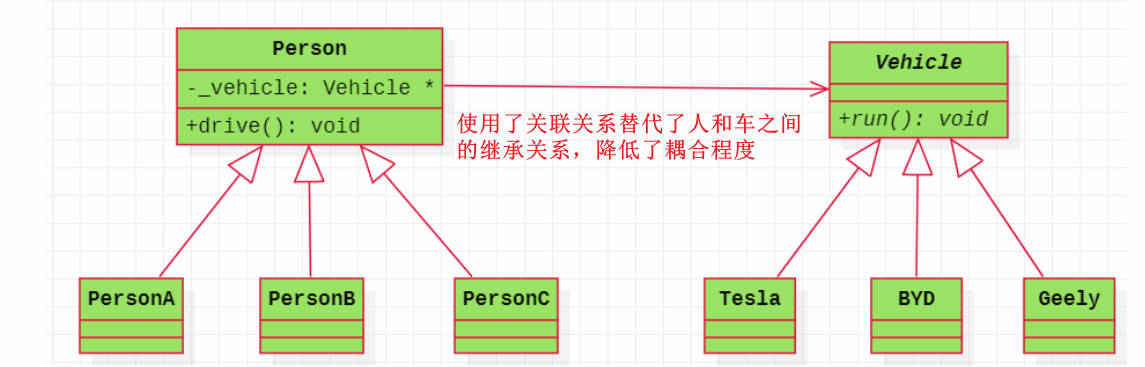 Person
-_vehicle: Vehicle *
+drive(): void
Vehicle
+run(): void
使用了关联关系替代了人和车之间
的继承关系，降低了耦合程度
PersonA
PersonB
PersonC
Tesla
BYD
Geely